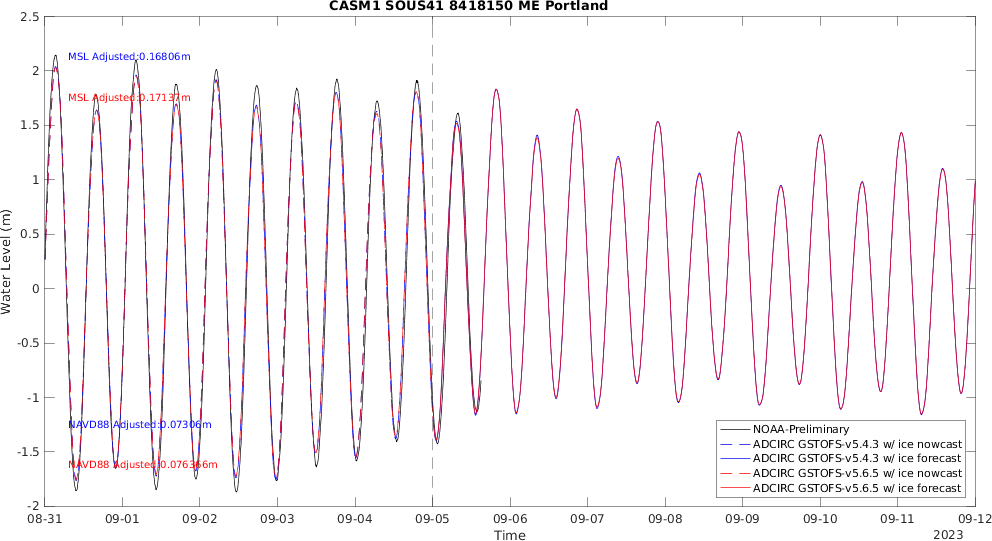 CASM1 SOUS41 8418150 ME Portland
2.5
2
1.5
1
0.5
0
-0.5
-1
-1.5
-2
Water Level (m)
MSL Adjusted:0.16806m
MSL Adjusted:0.17137m
NAVD88 Adjusted:0.07306m
NAVD88 Adjusted:0.076366m
NOAA-Preliminary
ADCIRC GSTOFS-v5.4.3 w/ ice nowcast
ADCIRC GSTOFS-v5.4.3 w/ ice forecast
ADCIRC GSTOFS-v5.6.5 w/ ice nowcast
ADCIRC GSTOFS-v5.6.5 w/ ice forecast
08-31 09-01 09-02 09-03 09-04 09-05 09-06 09-07 09-08 09-09 09-10 09-11 09-12
Time
2023